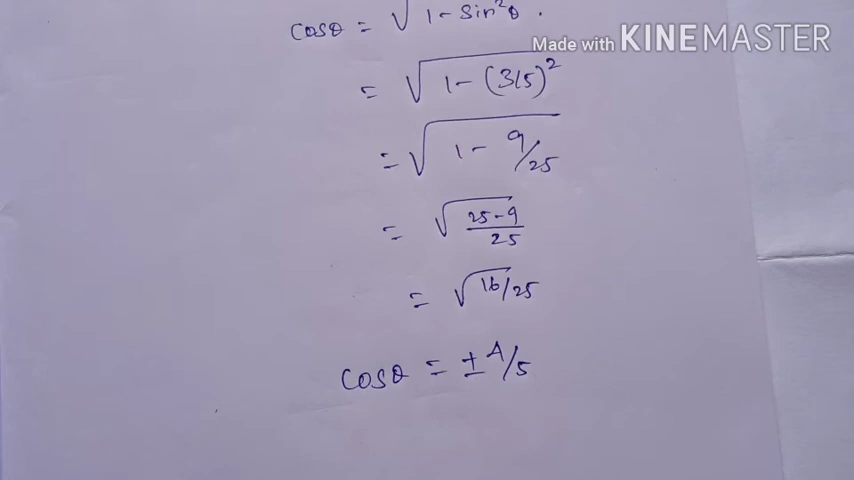 cosθ = √1 - sin²θ .
Made with KINEMASTER
= √1 - (3/5)²
= √1 - 9/25
= √25-9/25
= √16/25
cosθ = ±4/5